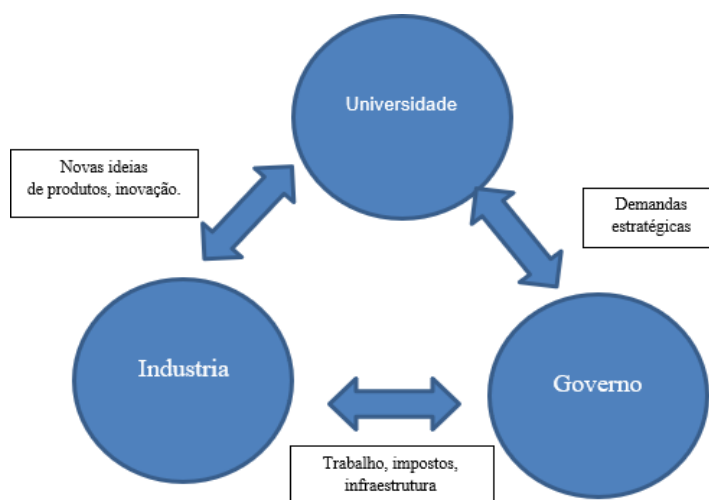 Universidade
Novas ideias
de produtos, inovação.
Demandas
estratégicas
Industria
Governo
Trabalho, impostos,
infraestrutura